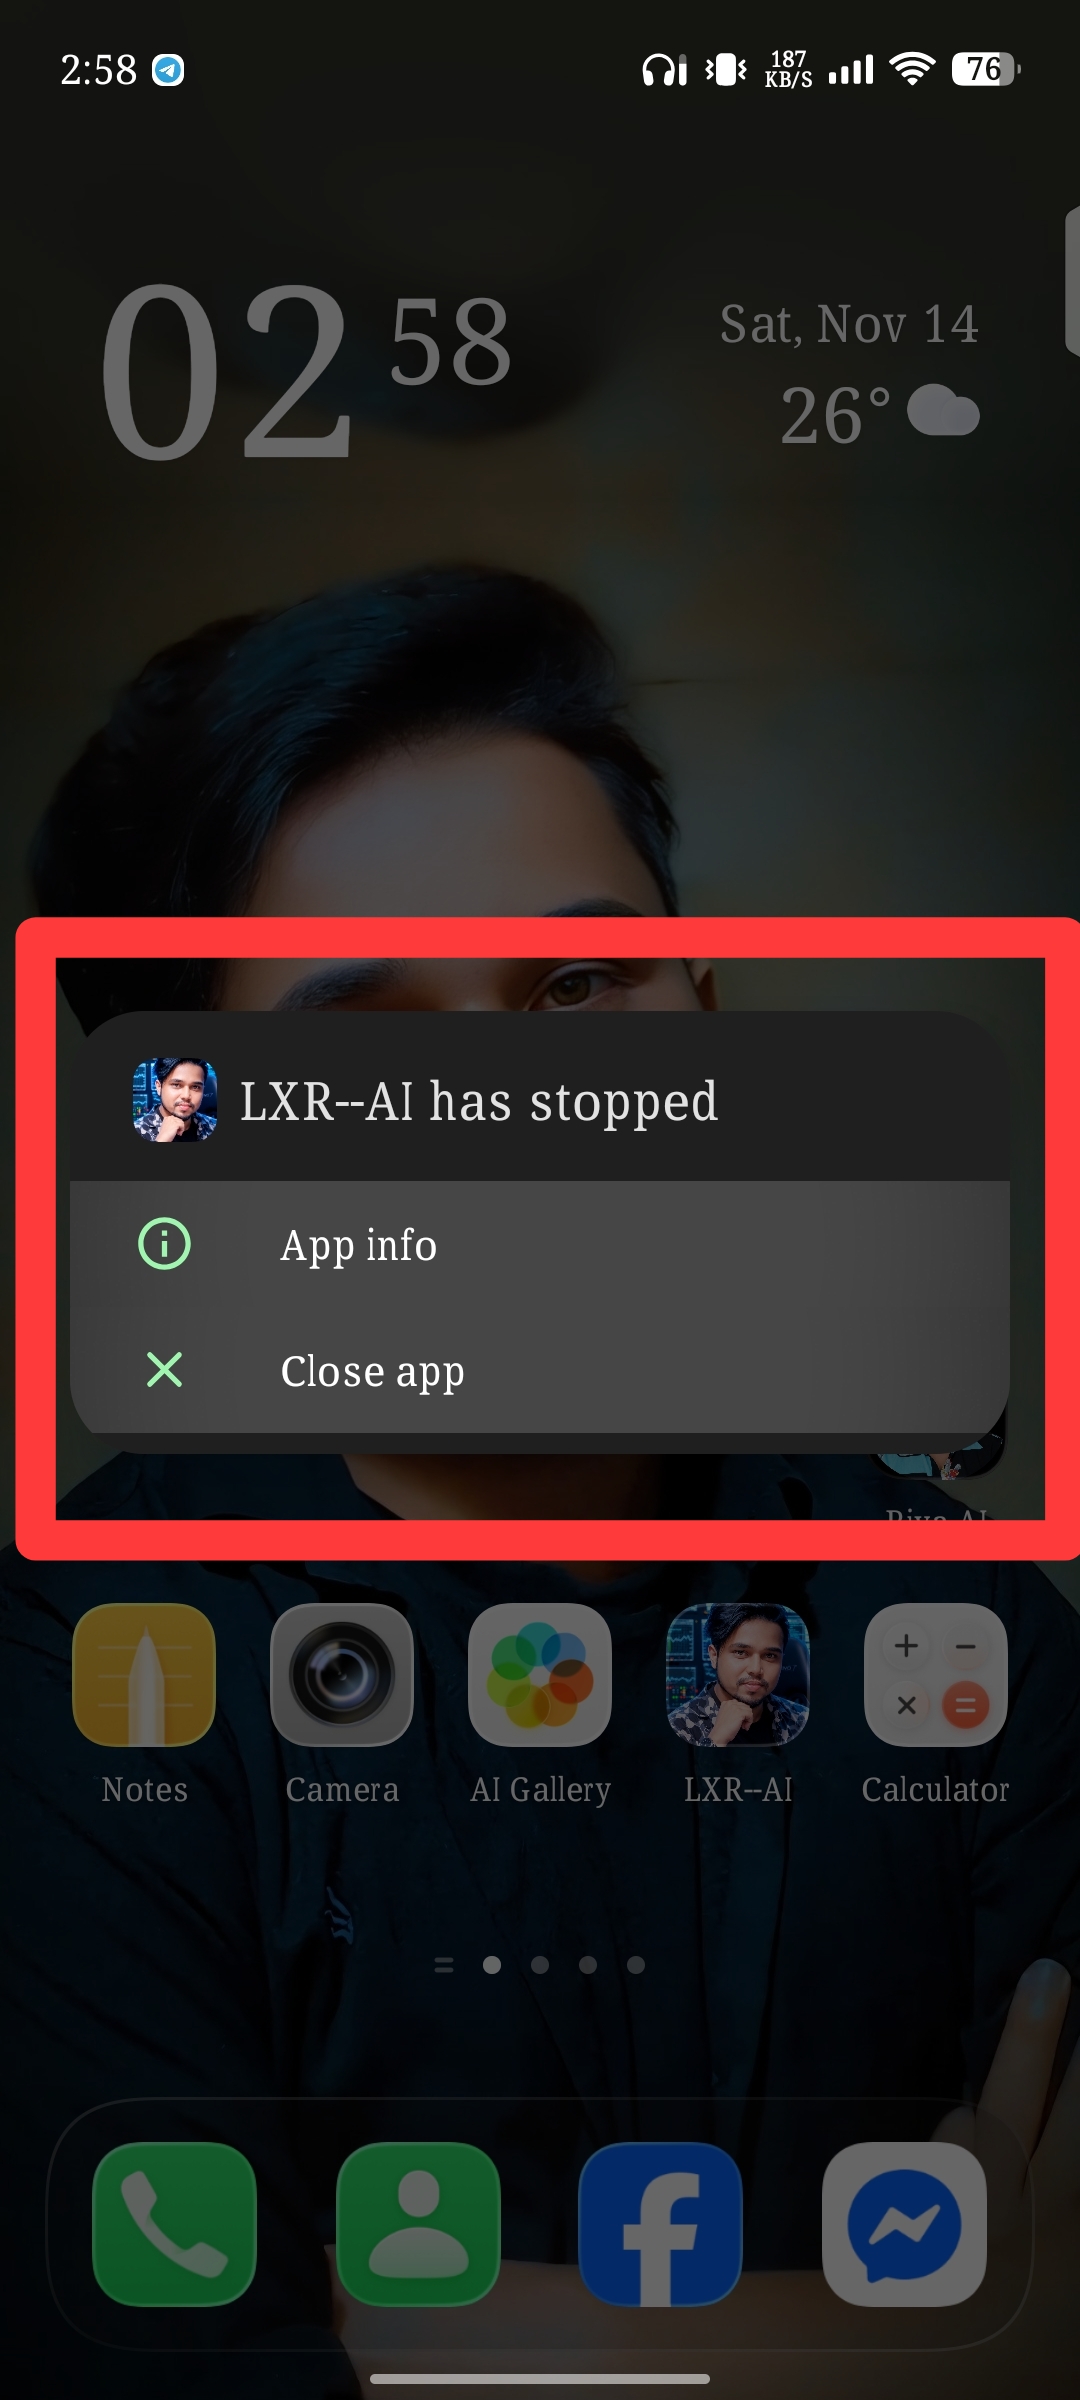 2:58
187
KB/S
76
02 58
Sat, Nov 14
26°
LXR--AI has stopped
App info
Close app
Notes
Camera
AI Gallery
LXR--AI
Calculator